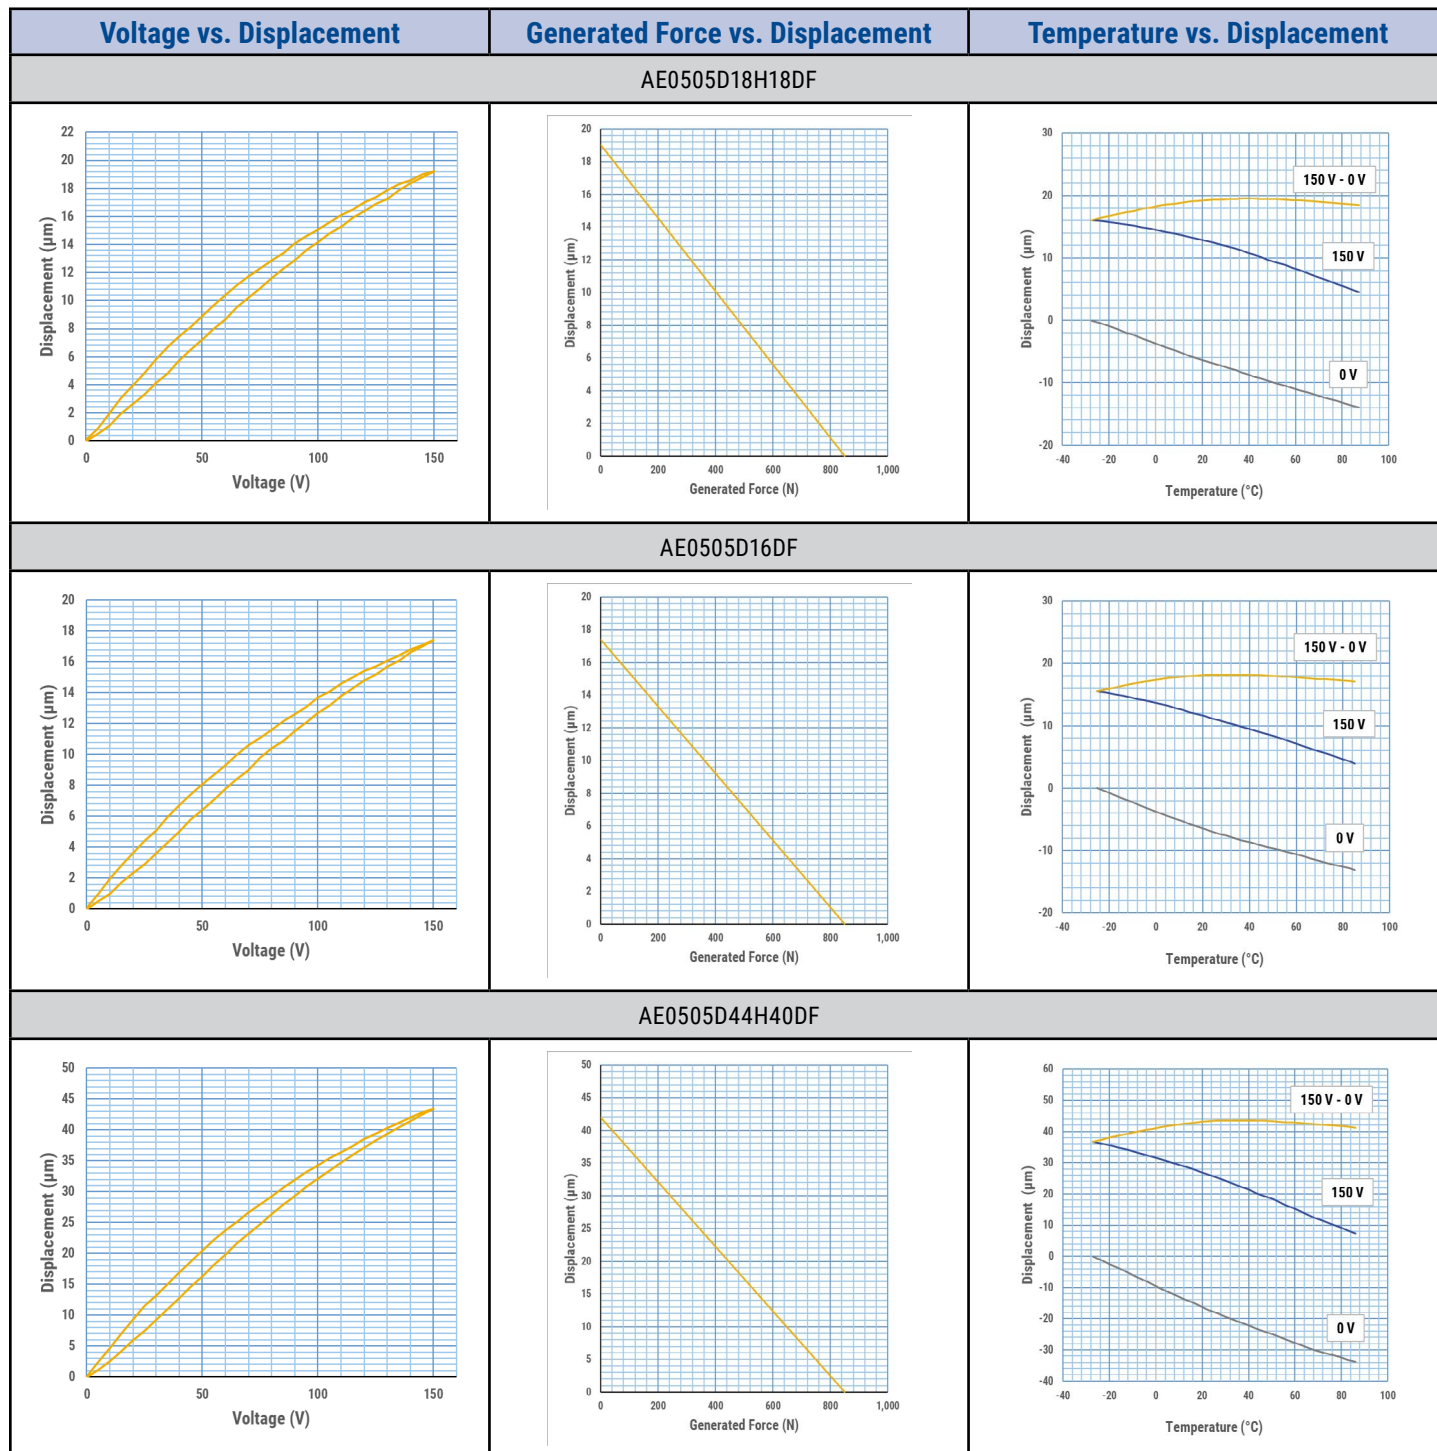 Voltage vs. Displacement
Generated Force vs. Displacement
Temperature vs. Displacement
AE0505D18H18DF
22
20
18
16
14
12
10
8
6
4
2
0
Displacement (µm)
0 50 100 150
Voltage (V)
20
18
16
14
12
10
8
6
4
2
0
Displacement (µm)
0 200 400 600 800 1,000
Generated Force (N)
30
20
10
0
-10
-20
Displacement (µm)
150 V - 0 V
150 V
0 V
-40 -20 0 20 40 60 80 100
Temperature (°C)
AE0505D16DF
20
18
16
14
12
10
8
6
4
2
0
Displacement (µm)
0 50 100 150
Voltage (V)
20
18
16
14
12
10
8
6
4
2
0
Displacement (µm)
0 200 400 600 800 1,000
Generated Force (N)
30
20
10
0
-10
-20
Displacement (µm)
150 V - 0 V
150 V
0 V
-40 -20 0 20 40 60 80 100
Temperature (°C)
AE0505D44H40DF
50
45
40
35
30
25
20
15
10
5
0
Displacement (µm)
0 50 100 150
Voltage (V)
50
45
40
35
30
25
20
15
10
5
0
Displacement (µm)
0 200 400 600 800 1,000
Generated Force (N)
60
50
40
30
20
10
0
-10
-20
-30
-40
Displacement (µm)
150 V - 0 V
150 V
0 V
-40 -20 0 20 40 60 80 100
Temperature (°C)